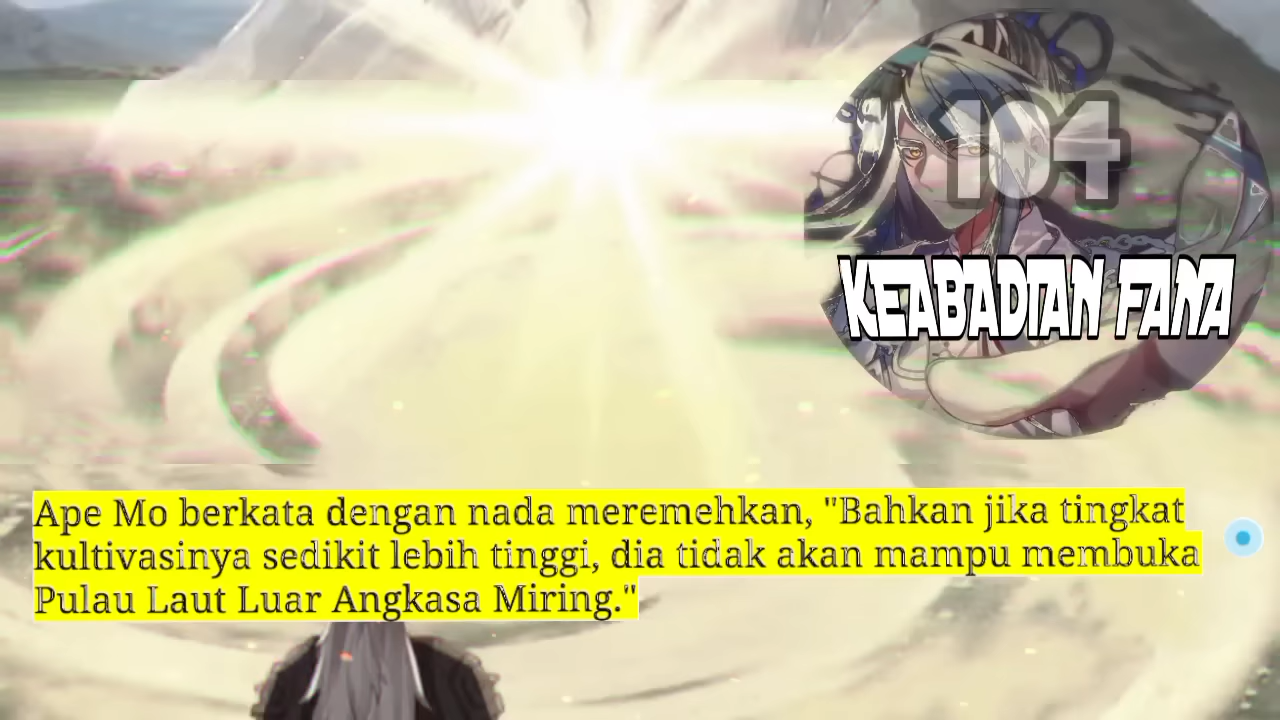 104
KEABADIAN FANA
Ape Mo berkata dengan nada meremehkan, "Bahkan jika tingkat
kultivasinya sedikit lebih tinggi, dia tidak akan mampu membuka
Pulau Laut Luar Angkasa Miring."